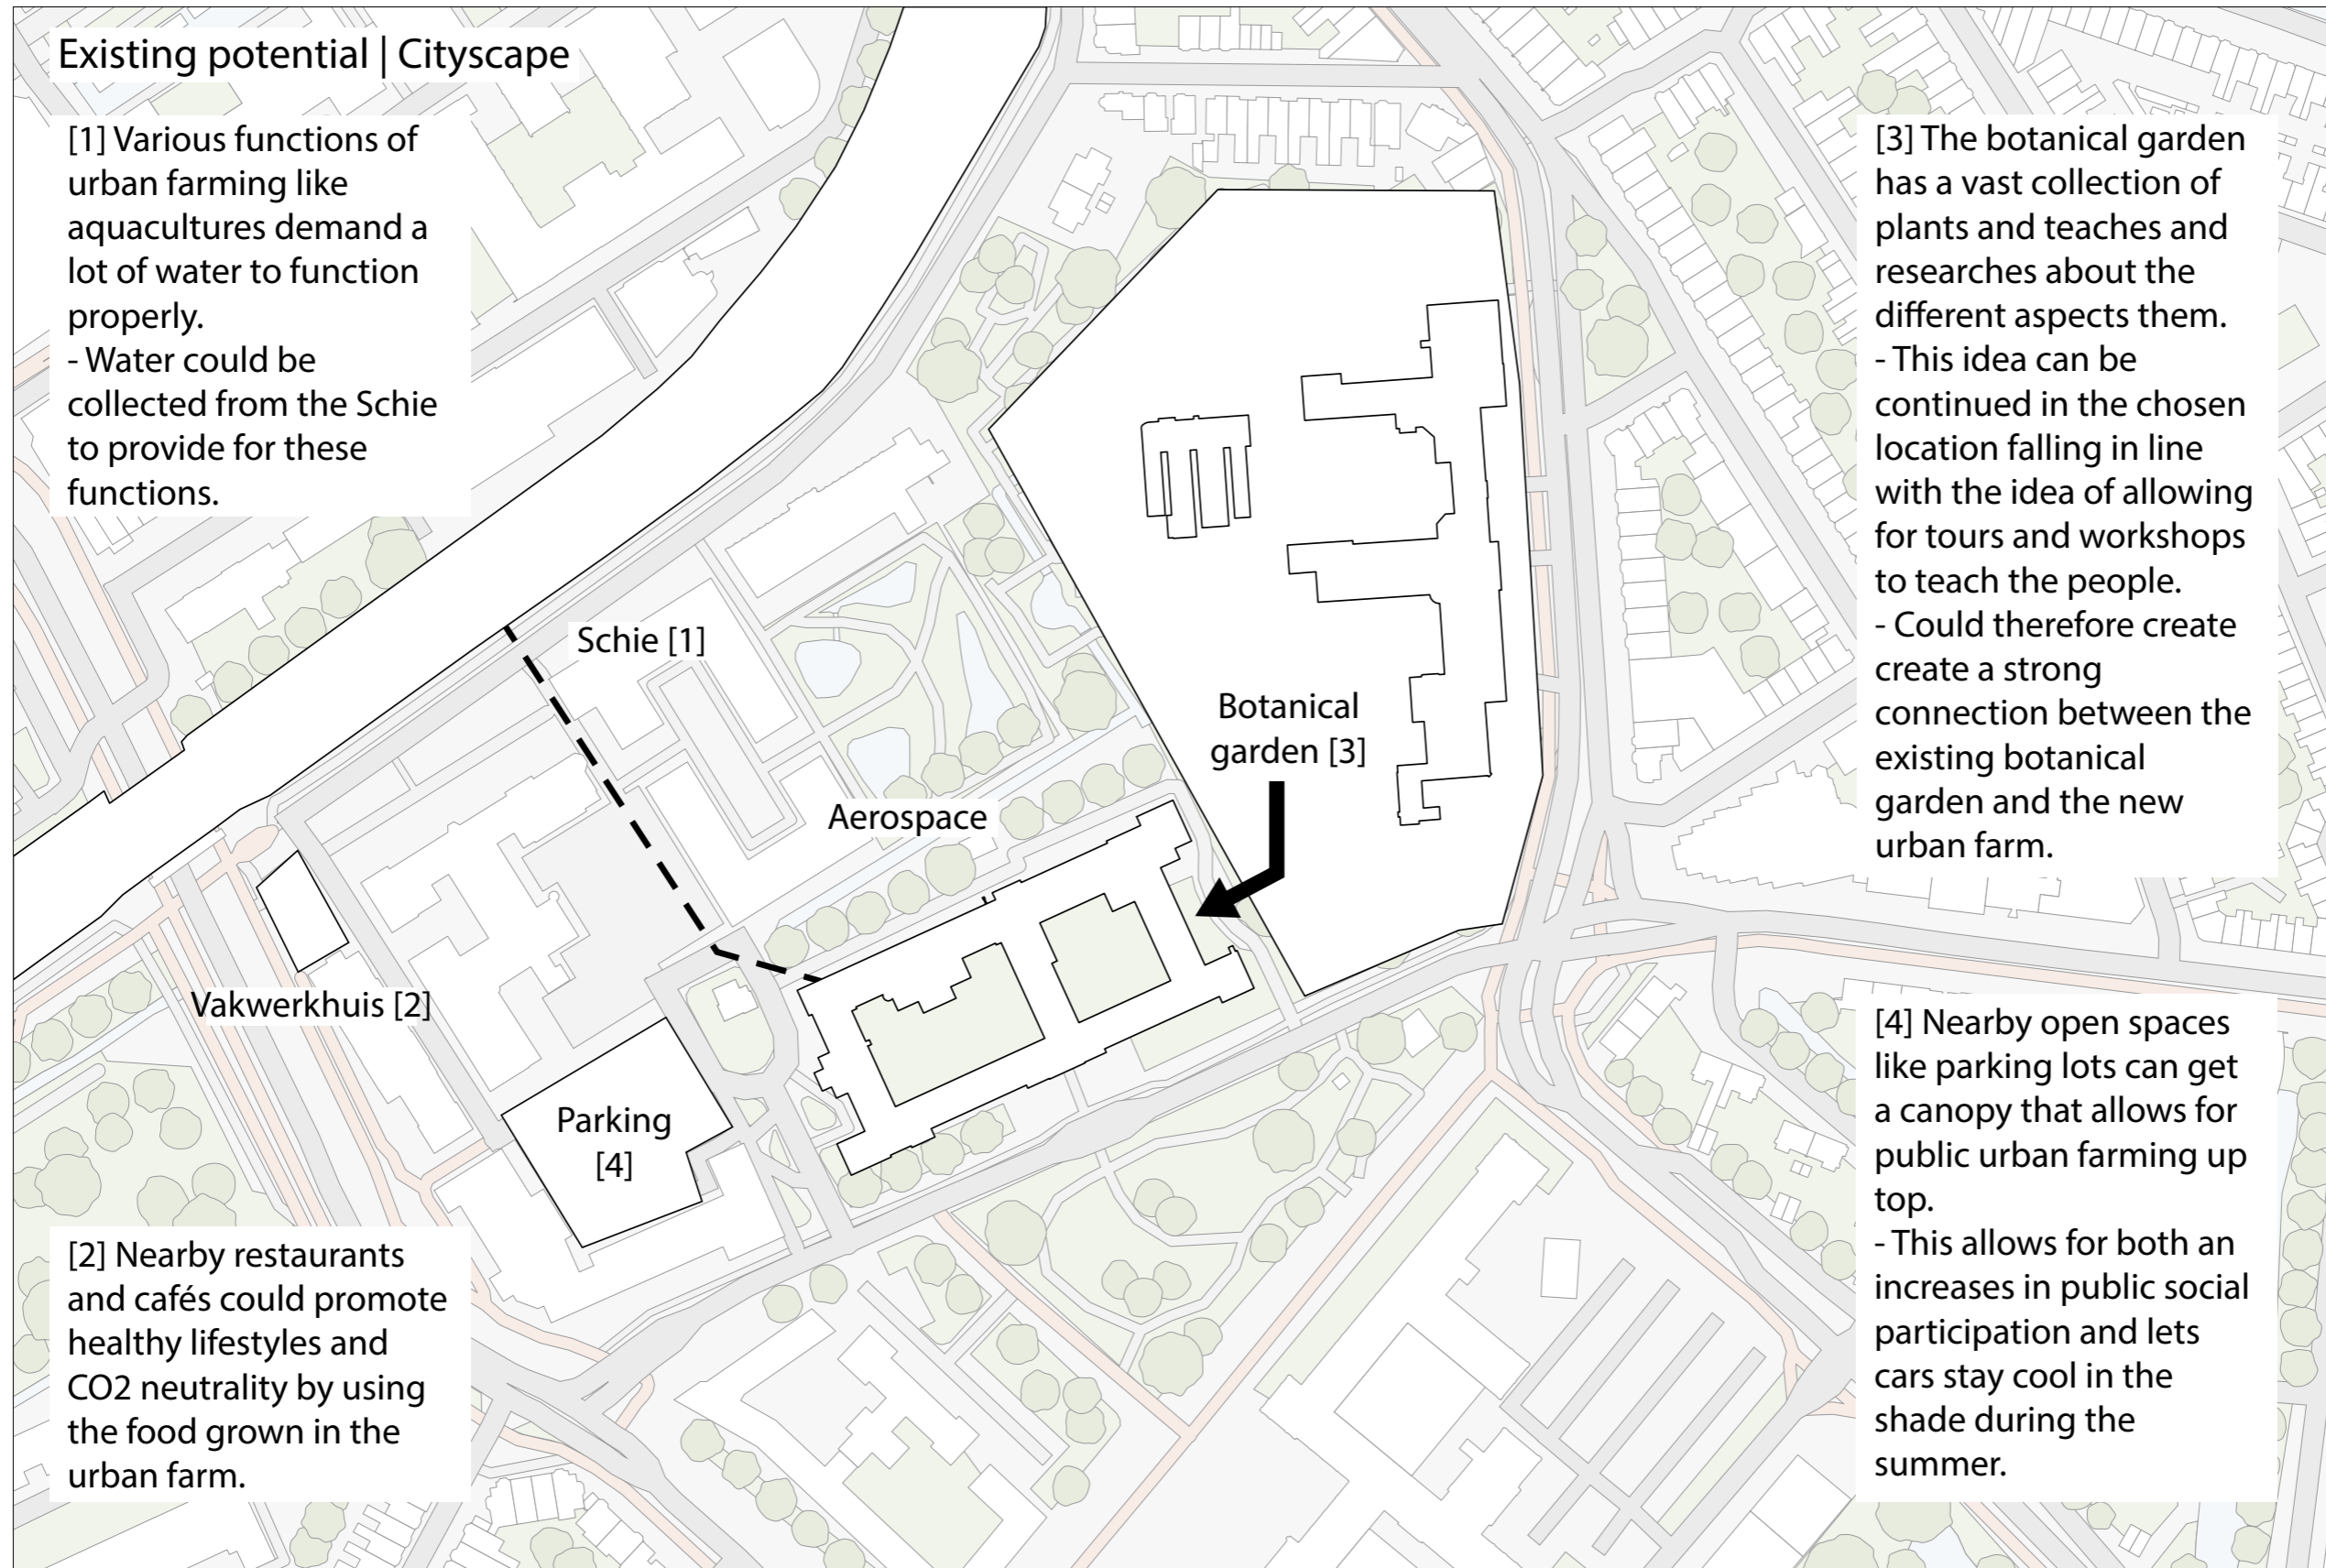 Existing potential | Cityscape
[1] Various functions of
urban farming like
aquacultures demand a
lot of water to function
properly.
- Water could be
collected from the Schie
to provide for these
functions.
[3] The botanical garden
has a vast collection of
plants and teaches and
researches about the
different aspects them.
- This idea can be
continued in the chosen
location falling in line
with the idea of allowing
for tours and workshops
to teach the people.
- Could therefore create
create a strong
connection between the
existing botanical
garden and the new
urban farm.
Schie [1]
Botanical
garden [3]
Aerospace
Vakwerkhuis [2]
Parking
[4]
[2] Nearby restaurants
and cafés could promote
healthy lifestyles and
CO2 neutrality by using
the food grown in the
urban farm.
[4] Nearby open spaces
like parking lots can get
a canopy that allows for
public urban farming up
top.
- This allows for both an
increases in public social
participation and lets
cars stay cool in the
shade during the
summer.